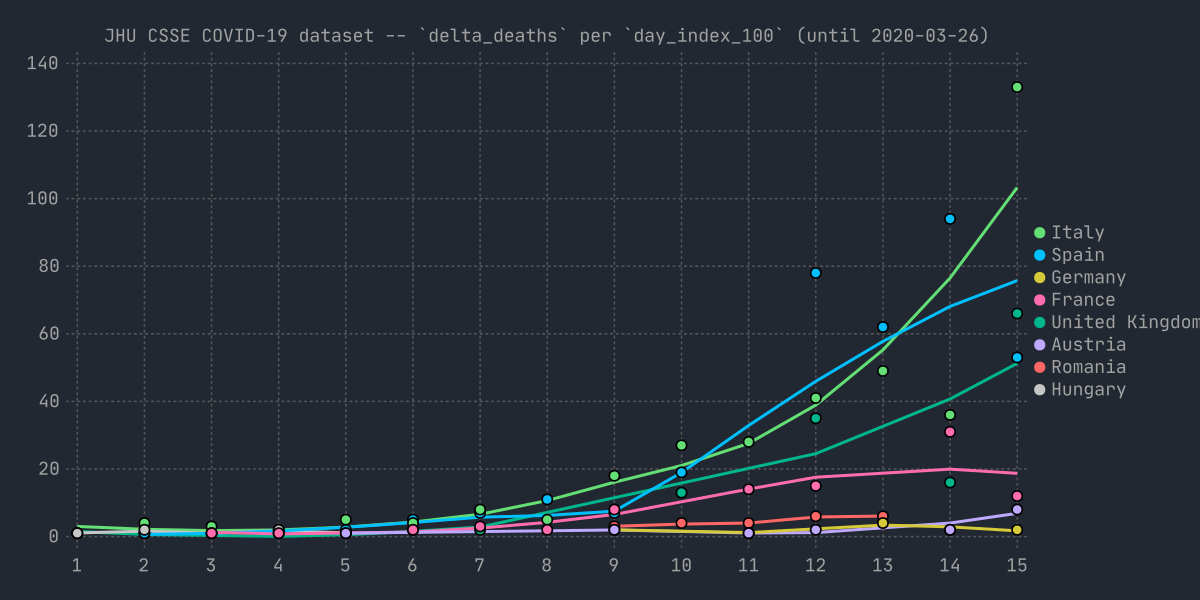 JHU CSSE COVID-19 dataset -- `delta_deaths` per `day_index_100` (until 2020-03-26)
140
120
100
80
60
40
20
0
1 2 3 4 5 6 7 8 9 10 11 12 13 14 15
Italy
Spain
Germany
France
United Kingdom
Austria
Romania
Hungary